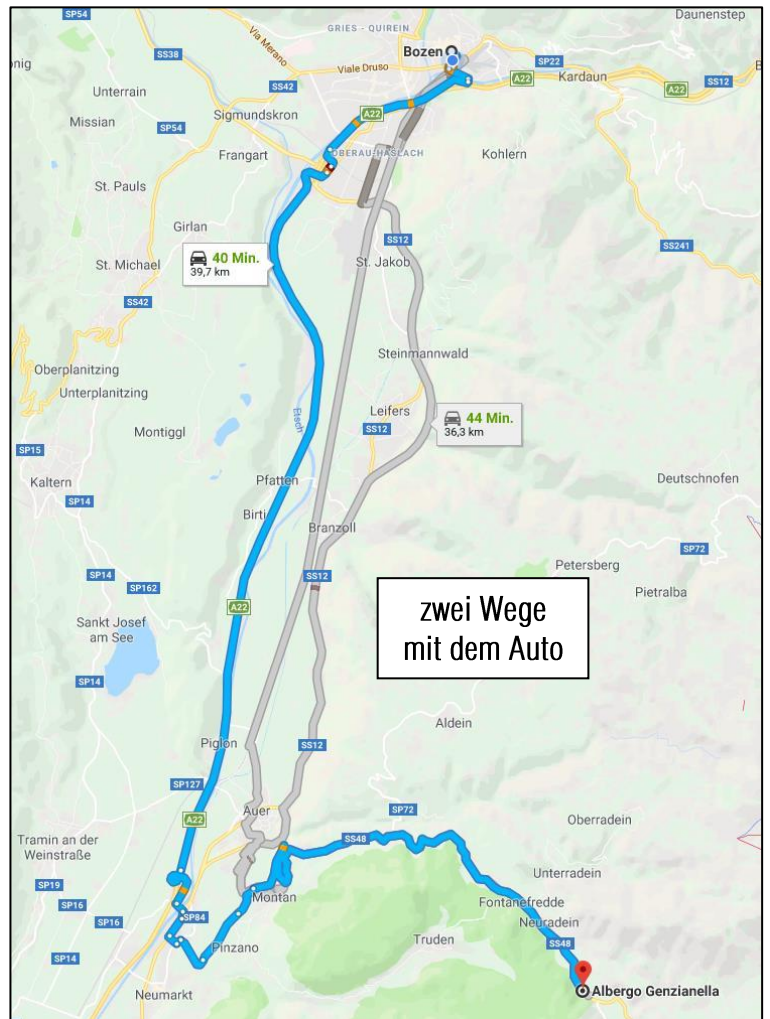 SP54
Daunenstep
GRIES - QUIREIN
Via Merano
Bozen
SS38
Viale Druso
SP22
SS12
nig
A22
Kardaun
A22
SS42
Unterrain
Sigmundskron
A22
Missian
SP54
OBERAU-HASLACH
Frangart
Kohlern
St. Pauls
Girlan
SS12
SS241
40 Min.
39,7 km
St. Michael
St. Jakob
SS42
Steinmannwald
Oberplanitzing
Unterplanitzing
Leifers
44 Min.
36,3 km
Etsch
SS12
Montiggl
SP15
Kaltern
Pfatten
Deutschnofen
SP14
Birti
Branzoll
SP72
Petersberg
SP14
SS12
SP162
Pietralba
A22
zwei Wege
mit dem Auto
Sankt Josef
am See
SP14
Aldein
Piglon
SS12
SP127
Auer
SP72
A22
Oberradein
Tramin an der
Weinstraße
SS48
Unterradein
SP19
Montan
Fontanefredde
SP16
SP84
Neuradein
SP16
Truden
SS48
Pinzano
SP14
Neumarkt
Albergo Genzianella